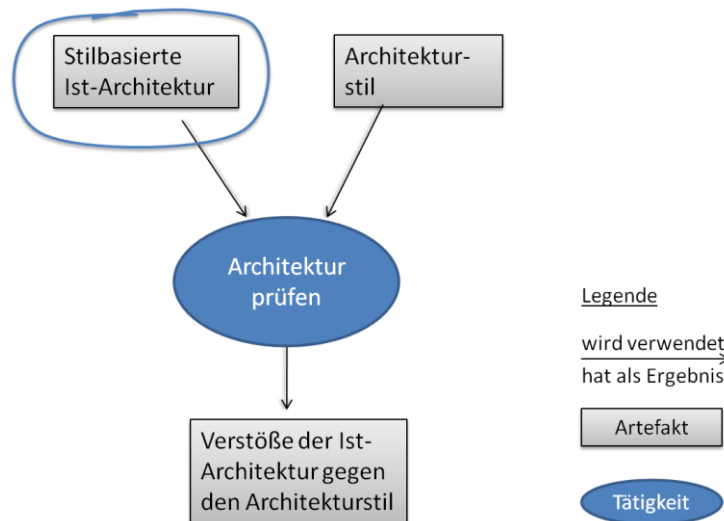 Stilbasierte
Ist-Architektur
Architektur-
stil
Architektur
prüfen
Verstöße der Ist-
Architektur gegen
den Architekturstil
Legende
wird verwendet
hat als Ergebnis
Artefakt
Tätigkeit